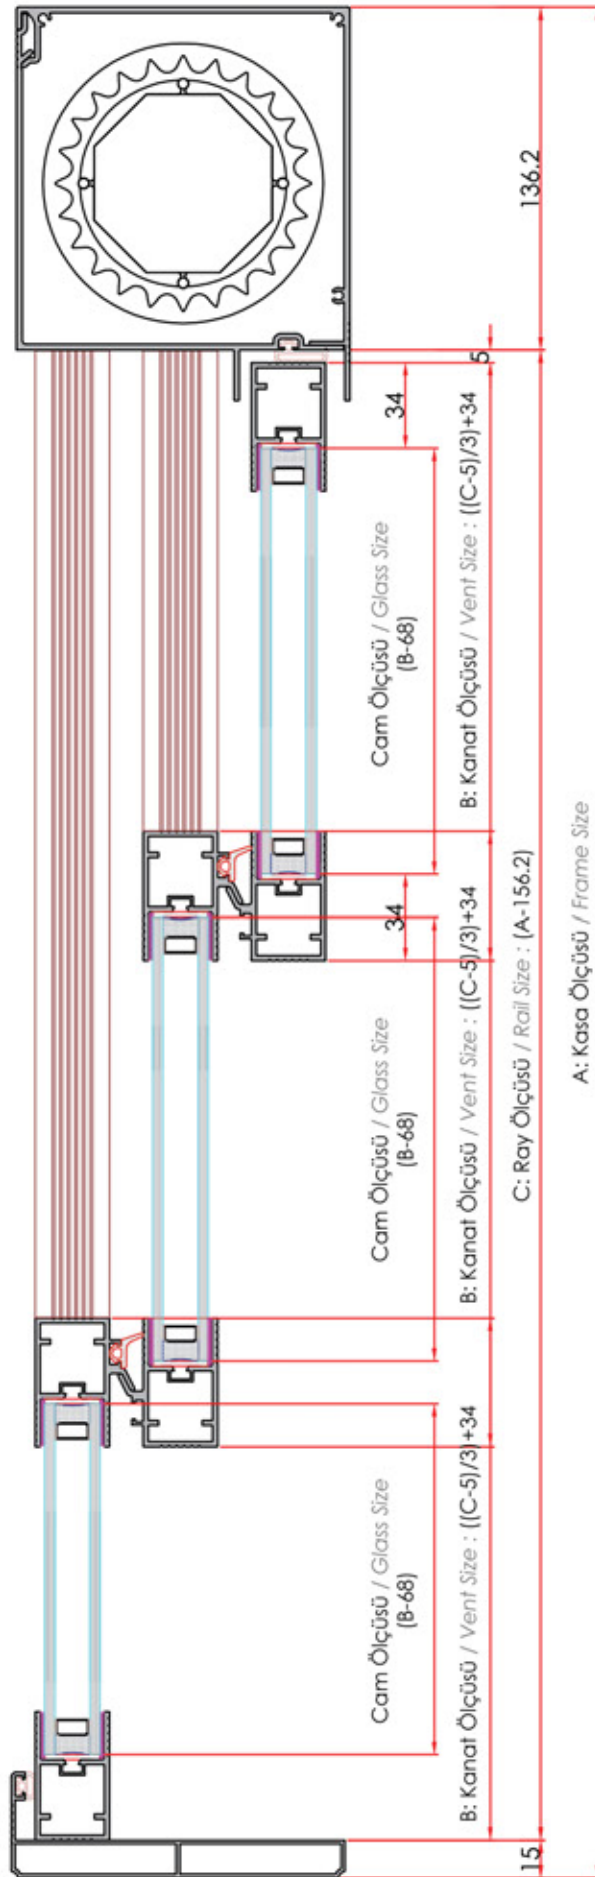 136.2
5
34
Cam Ölçüsü / Glass Size
(B-68)
B: Kanat Ölçüsü / Vent Size : ((C-5)/3)+34
34
Cam Ölçüsü / Glass Size
(B-68)
B: Kanat Ölçüsü / Vent Size : ((C-5)/3)+34
C: Ray Ölçüsü / Rail Size : (A-156.2)
A: Kasa Ölçüsü / Frame Size
Cam Ölçüsü / Glass Size
(B-68)
B: Kanat Ölçüsü / Vent Size : ((C-5)/3)+34
15